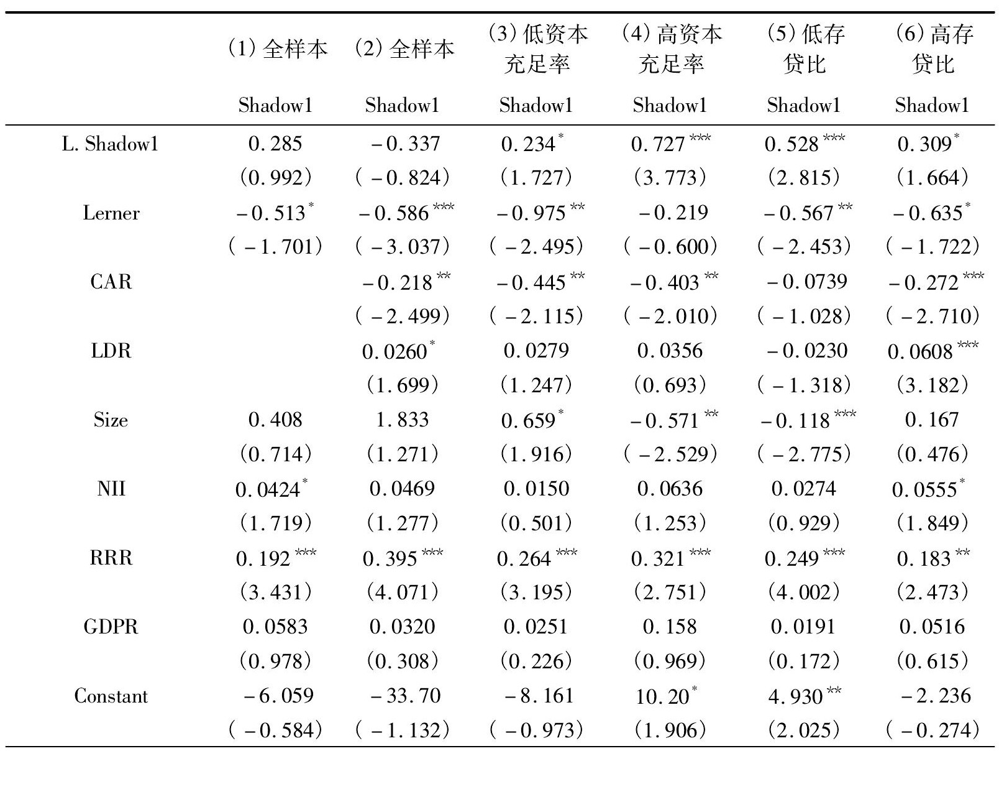 (1)全样本 (2)全样本 (3)低资本充足率 (4)高资本充足率 (5)低存贷比 (6)高存贷比
Shadow1 Shadow1 Shadow1 Shadow1 Shadow1 Shadow1
L. Shadow1 0.285 -0.337 0.234* 0.727*** 0.528*** 0.309*
(0.992) (-0.824) (1.727) (3.773) (2.815) (1.664)
Lerner -0.513* -0.586*** -0.975** -0.219 -0.567** -0.635*
(-1.701) (-3.037) (-2.495) (-0.600) (-2.453) (-1.722)
CAR -0.218** -0.445** -0.403** -0.0739 -0.272***
(-2.499) (-2.115) (-2.010) (-1.028) (-2.710)
LDR 0.0260* 0.0279 0.0356 -0.0230 0.0608***
(1.699) (1.247) (0.693) (-1.318) (3.182)
Size 0.408 1.833 0.659* -0.571** -0.118*** 0.167
(0.714) (1.271) (1.916) (-2.529) (-2.775) (0.476)
NII 0.0424* 0.0469 0.0150 0.0636 0.0274 0.0555*
(1.719) (1.277) (0.501) (1.253) (0.929) (1.849)
RRR 0.192*** 0.395*** 0.264*** 0.321*** 0.249*** 0.183**
(3.431) (4.071) (3.195) (2.751) (4.002) (2.473)
GDPR 0.0583 0.0320 0.0251 0.158 0.0191 0.0516
(0.978) (0.308) (0.226) (0.969) (0.172) (0.615)
Constant -6.059 -33.70 -8.161 10.20* 4.930** -2.236
(-0.584) (-1.132) (-0.973) (1.906) (2.025) (-0.274)